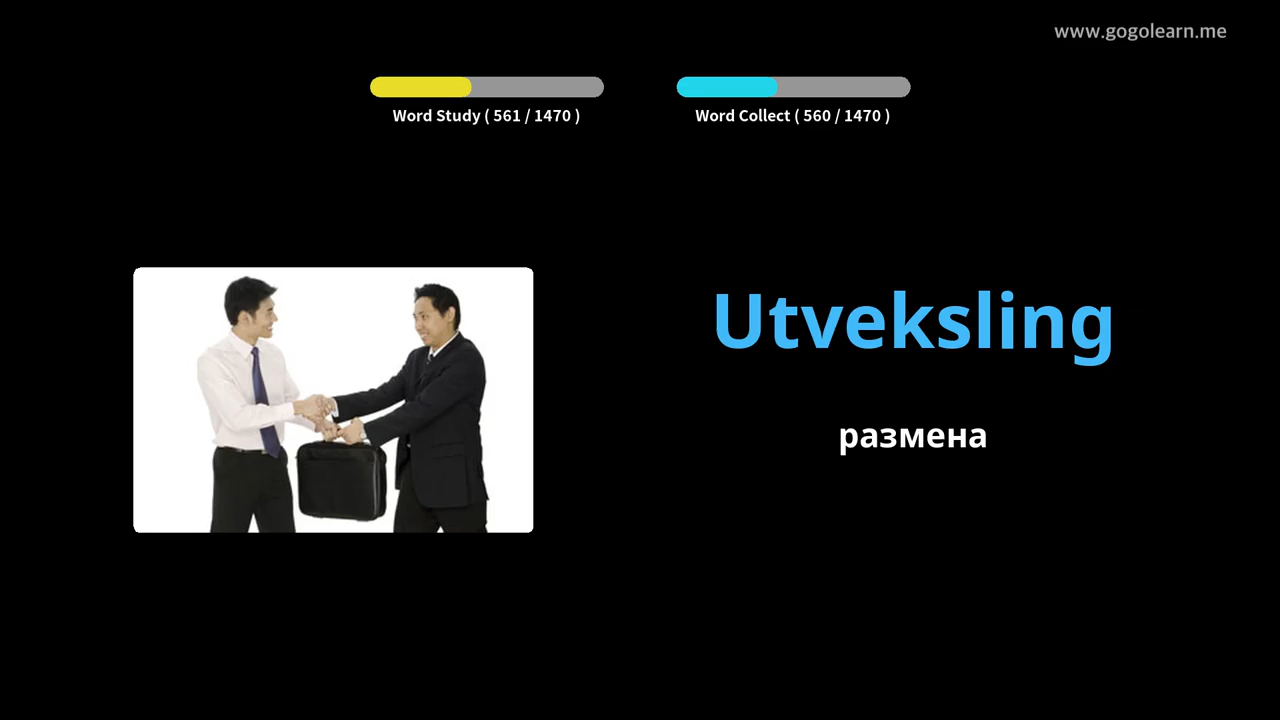 www.gogolearn.me
Word Study ( 561 / 1470 )
Word Collect ( 560 / 1470 )
Utveksling
размена